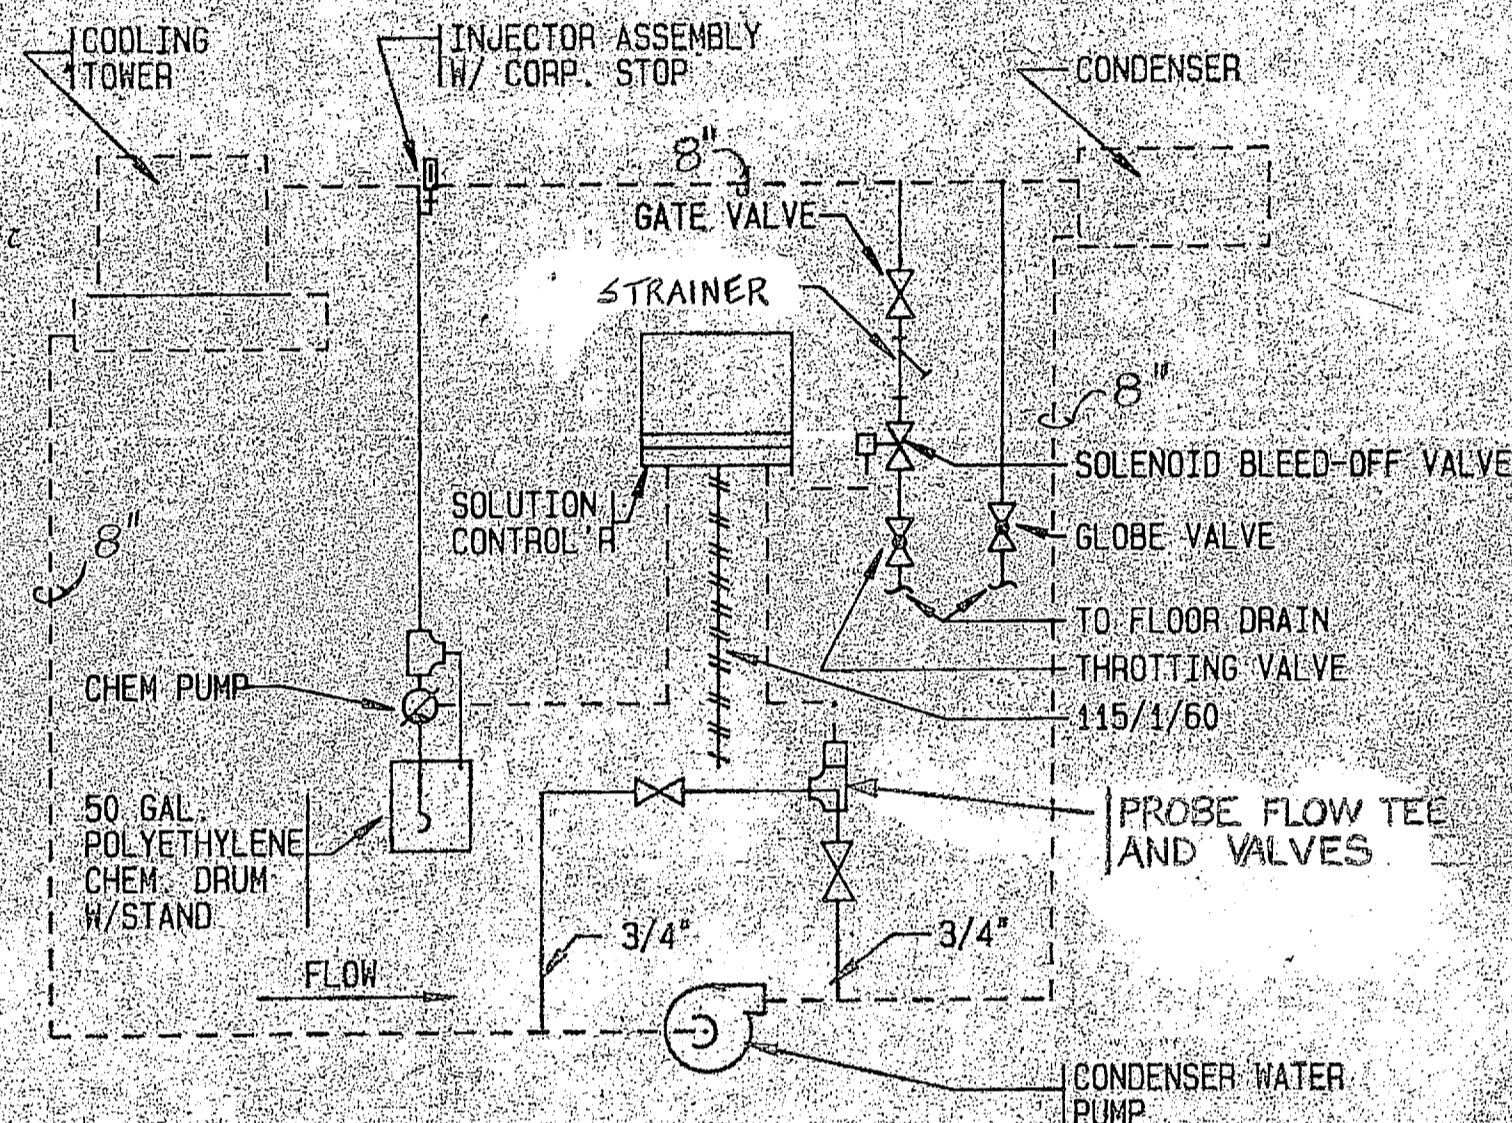 COOLING
TOWER
INJECTOR ASSEMBLY
W/ CORP. STOP
CONDENSER
8"
GATE VALVE
STRAINER
8"
SOLENOID BLEED-OFF VALVE
SOLUTION
CONTROL'R
8"
GLOBE VALVE
TO FLOOR DRAIN
THROTTING VALVE
CHEM PUMP
115/1/60
50 GAL.
POLYETHYLENE
CHEM. DRUM
W/STAND
PROBE FLOW TEE
AND VALVES
3/4"
3/4"
FLOW
CONDENSER WATER
PUMP